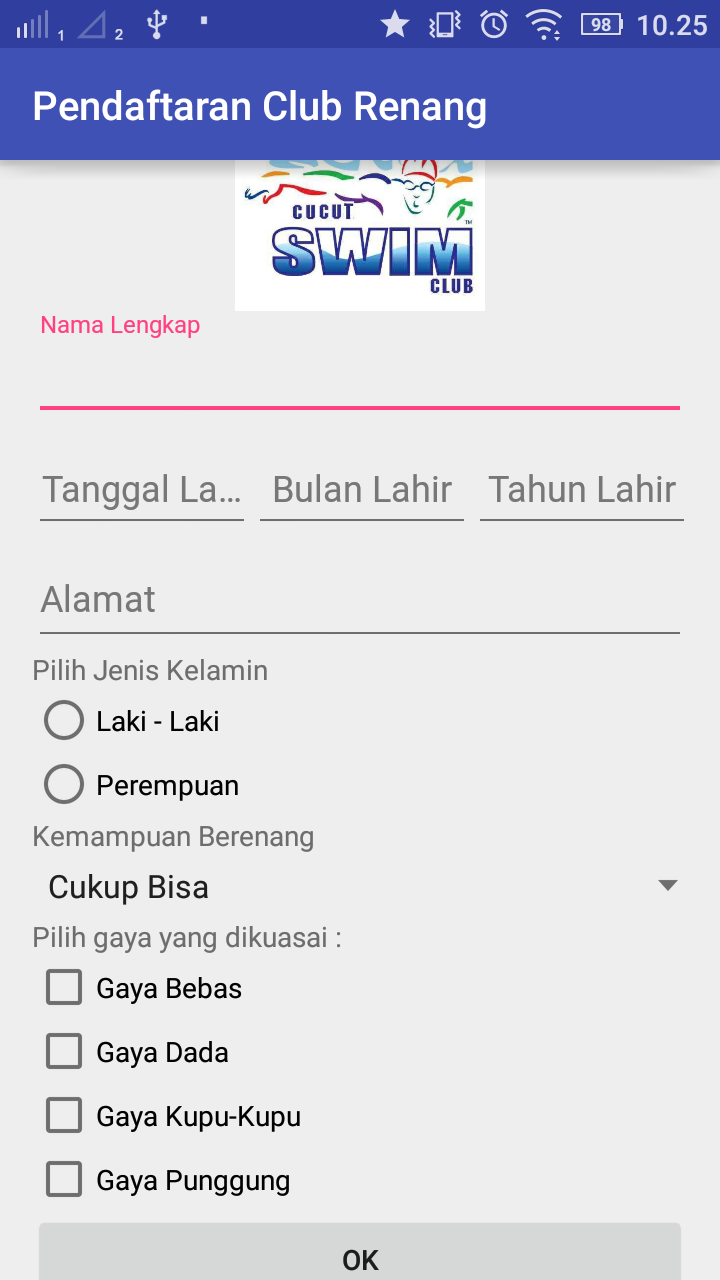 1 2 98 10.25
Pendaftaran Club Renang
CUCUT
SWIM
TM
CLUB
Nama Lengkap
Tanggal La... Bulan Lahir Tahun Lahir
Alamat
Pilih Jenis Kelamin
Laki - Laki
Perempuan
Kemampuan Berenang
Cukup Bisa
Pilih gaya yang dikuasai :
Gaya Bebas
Gaya Dada
Gaya Kupu-Kupu
Gaya Punggung
OK